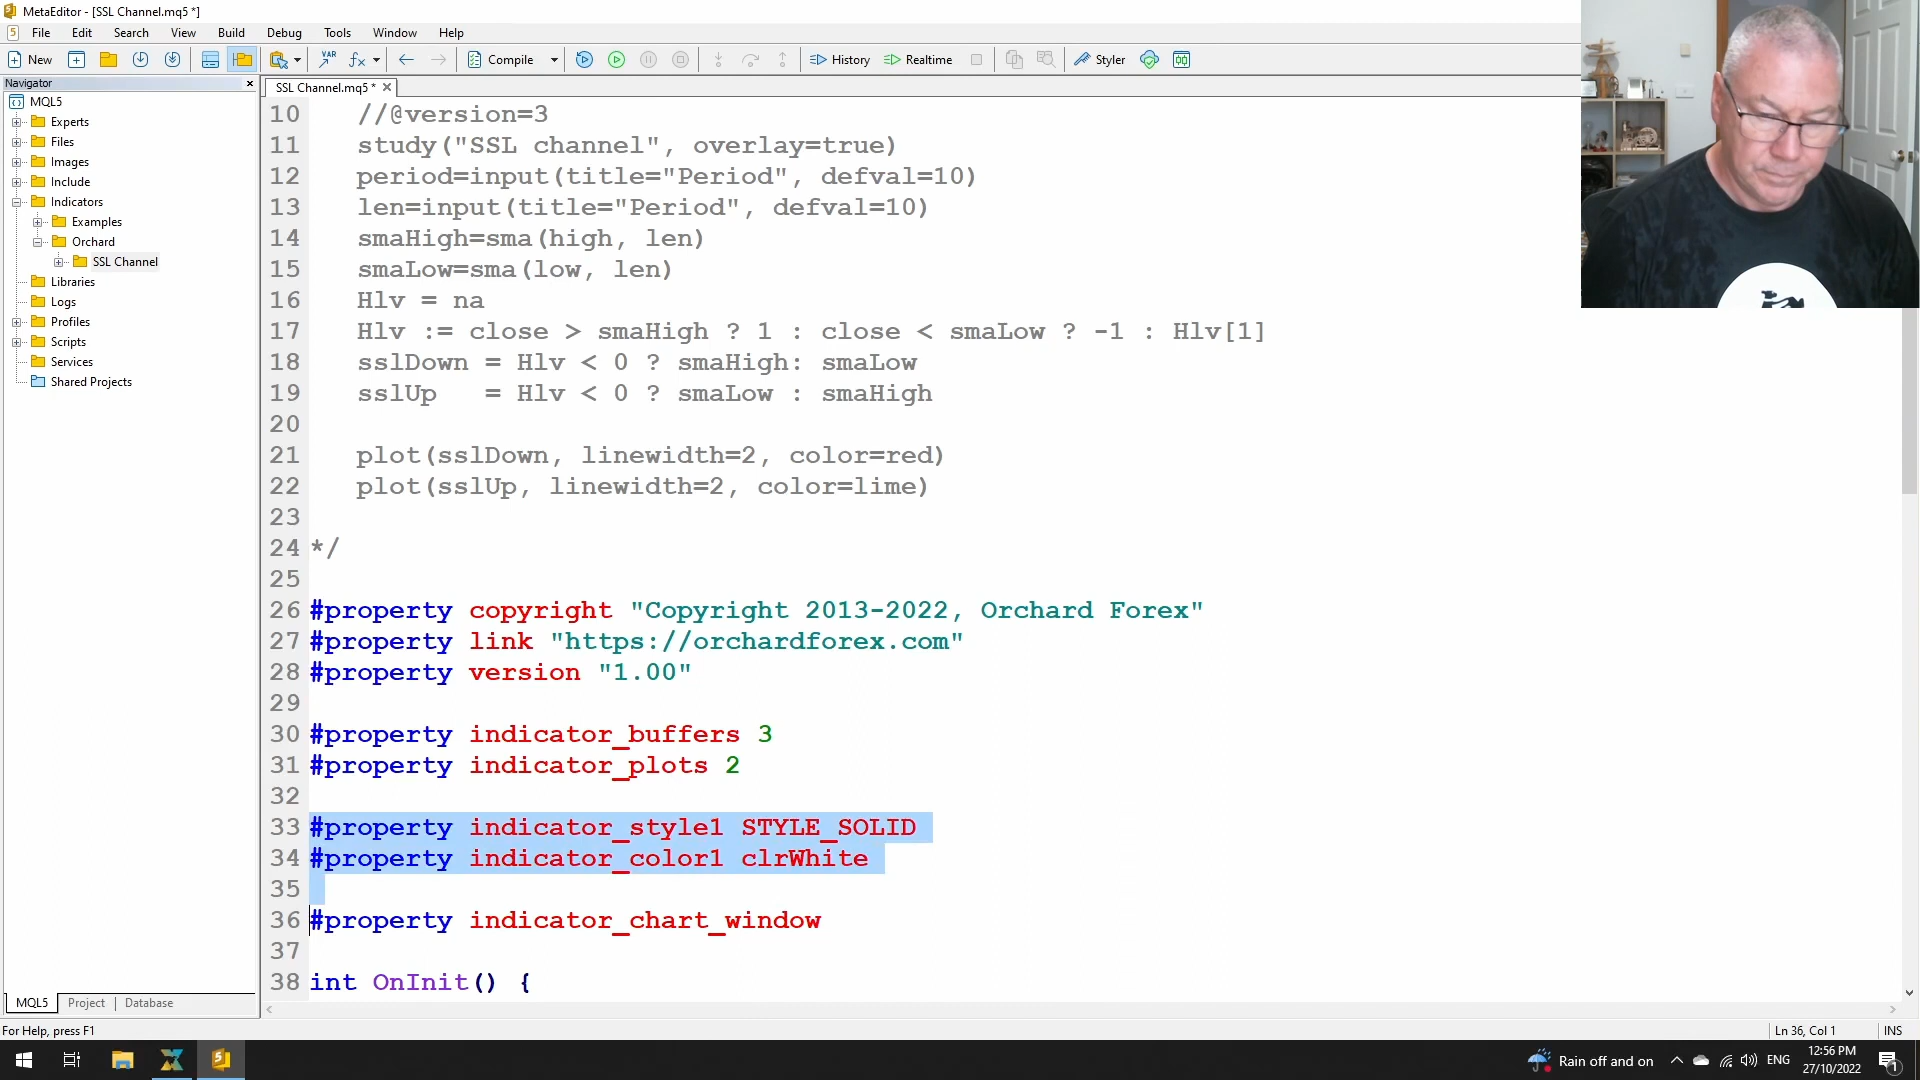 MetaEditor - [SSL Channel.mq5 *]
File Edit Search View Build Debug Tools Window Help
New VAR Compile History Realtime Styler
Navigator
SSL Channel.mq5 *
MQL5
Experts
Files
Images
Include
Indicators
Examples
Orchard
SSL Channel
Libraries
Logs
Profiles
Scripts
Services
Shared Projects
10 //@version=3
11 study("SSL channel", overlay=true)
12 period=input(title="Period", defval=10)
13 len=input(title="Period", defval=10)
14 smaHigh=sma(high, len)
15 smaLow=sma(low, len)
16 Hlv = na
17 Hlv := close > smaHigh ? 1 : close < smaLow ? -1 : Hlv[1]
18 sslDown = Hlv < 0 ? smaHigh: smaLow
19 sslUp   = Hlv < 0 ? smaLow : smaHigh
20
21 plot(sslDown, linewidth=2, color=red)
22 plot(sslUp, linewidth=2, color=lime)
23
24 */
25
26 #property copyright "Copyright 2013-2022, Orchard Forex"
27 #property link "https://orchardforex.com"
28 #property version "1.00"
29
30 #property indicator_buffers 3
31 #property indicator_plots 2
32
33 #property indicator_style1 STYLE_SOLID
34 #property indicator_color1 clrWhite
35
36 #property indicator_chart_window
37
38 int OnInit() {
MQL5 Project Database
For Help, press F1
Ln 36, Col 1 INS
Rain off and on ENG
12:56 PM
27/10/2022
1